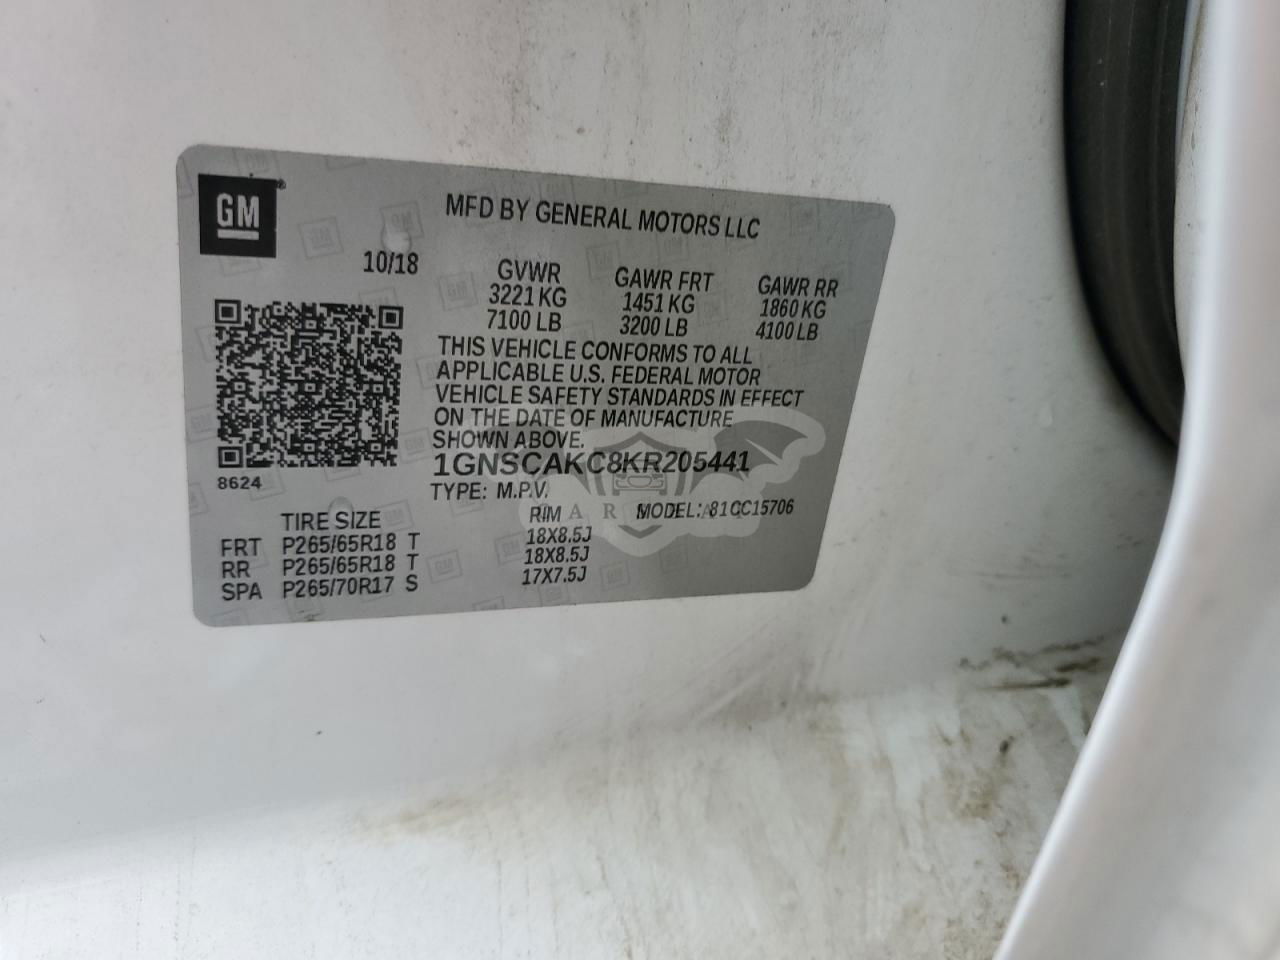 GM
MFD BY GENERAL MOTORS LLC
10/18
GVWR GAWR FRT GAWR RR
3221 KG 1451 KG 1860 KG
7100 LB 3200 LB 4100 LB
THIS VEHICLE CONFORMS TO ALL
APPLICABLE U.S. FEDERAL MOTOR
VEHICLE SAFETY STANDARDS IN EFFECT
ON THE DATE OF MANUFACTURE
SHOWN ABOVE.
1GNSCAKC8KR205441
8624
TYPE: M.P.V. MODEL: 81CC15706
TIRE SIZE RIM
FRT P265/65R18 T 18X8.5J
RR P265/65R18 T 18X8.5J
SPA P265/70R17 S 17X7.5J